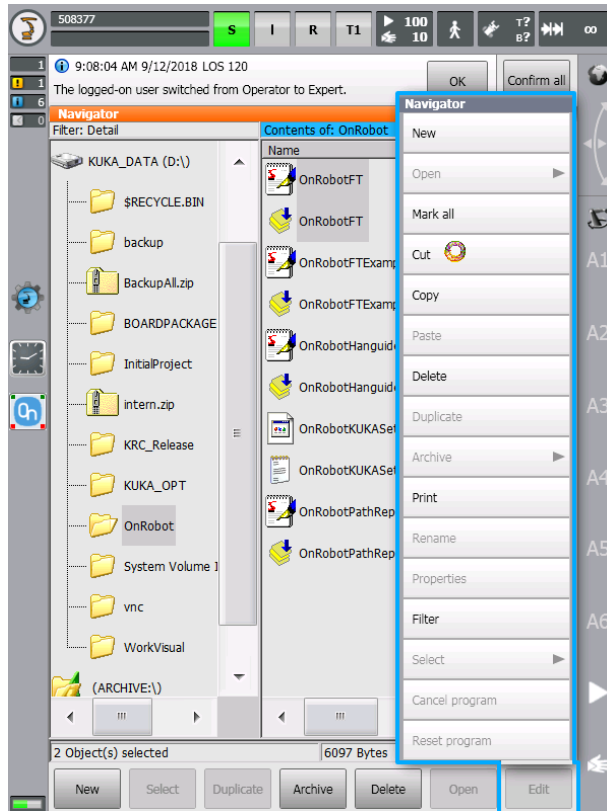 508377
S I R T1 100 10 T? B? ∞
1
1
6
0
9:08:04 AM 9/12/2018 LOS 120
The logged-on user switched from Operator to Expert.
OK
Confirm all
Navigator
Filter: Detail
Contents of: OnRobot
Name
KUKA_DATA (D:\)
$RECYCLE.BIN
backup
BackupAll.zip
BOARDPACKAGE
InitialProject
intern.zip
KRC_Release
KUKA_OPT
OnRobot
System Volume I
vnc
WorkVisual
(ARCHIVE:\)
OnRobotFT
OnRobotFT
OnRobotFTExamp
OnRobotFTExamp
OnRobotHanguide
OnRobotHanguide
OnRobotKUKASet
OnRobotKUKASet
OnRobotPathRep
OnRobotPathRep
Navigator
New
Open
Mark all
Cut
Copy
Paste
Delete
Duplicate
Archive
Print
Rename
Properties
Filter
Select
Cancel program
Reset program
A1
A2
A3
A4
A5
A6
On
2 Object(s) selected
6097 Bytes
New Select Duplicate Archive Delete Open Edit